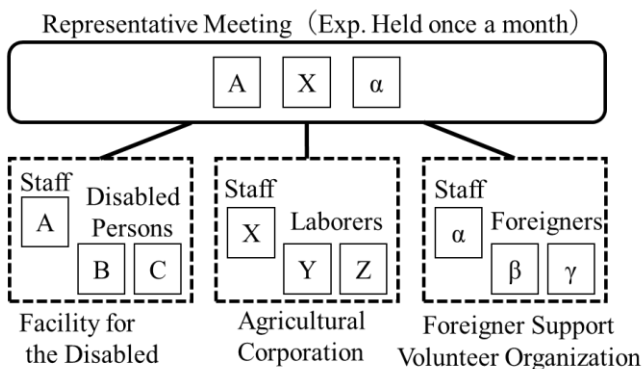 Representative Meeting（Exp. Held once a month）
A X α
Staff
A
Disabled
Persons
B C
Facility for
the Disabled
Staff
X
Laborers
Y Z
Agricultural
Corporation
Staff
α
Foreigners
β γ
Foreigner Support
Volunteer Organization